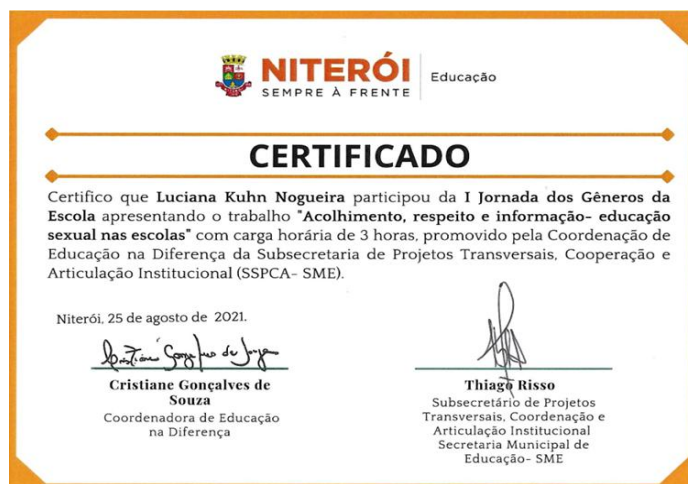 NITERÓI
SEMPRE À FRENTE
Educação
CERTIFICADO
Certifico que Luciana Kuhn Nogueira participou da I Jornada dos Gêneros da
Escola apresentando o trabalho "Acolhimento, respeito e informação- educação
sexual nas escolas" com carga horária de 3 horas, promovido pela Coordenação de
Educação na Diferença da Subsecretaria de Projetos Transversais, Cooperação e
Articulação Institucional (SSPCA- SME).
Niterói, 25 de agosto de 2021.
Cristiane Gonçalves de
Souza
Coordenadora de Educação
na Diferença
Thiago Risso
Subsecretário de Projetos
Transversais, Coordenação e
Articulação Institucional
Secretaria Municipal de
Educação- SME